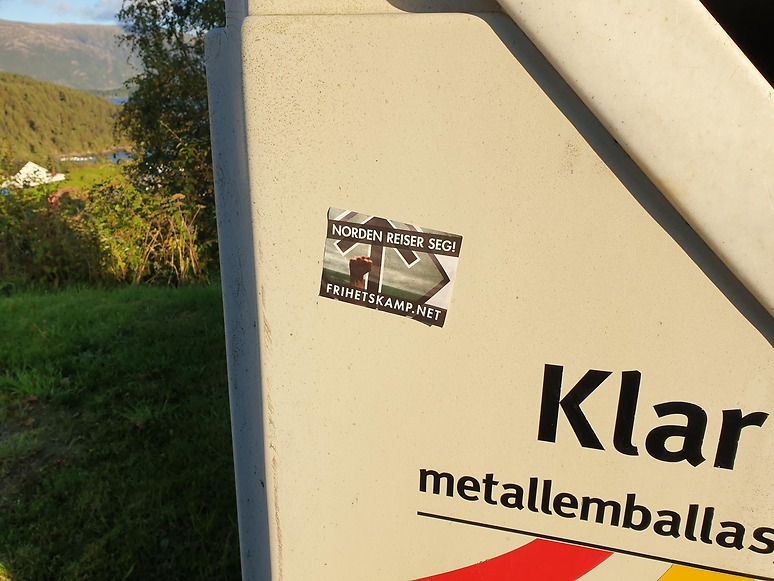 NORDEN REISER SEG!
FRIHETSKAMP.NET
Klar
metallemballas